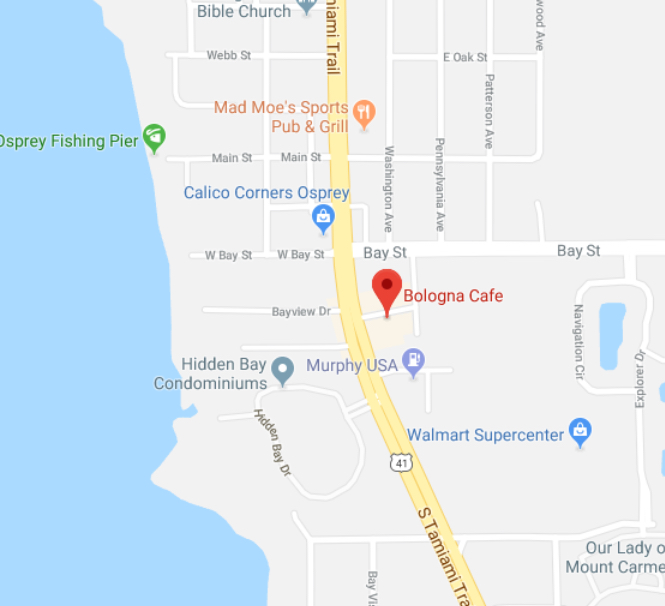 Bible Church
miami Trail
wood Ave
Webb St
E Oak St
Patterson Ave
Mad Moe's Sports
Pub & Grill
Osprey Fishing Pier
Main St
Main St
Washington Ave
Pennsylvania Ave
Calico Corners Osprey
W Bay St
W Bay St
Bay St
Bay St
Bologna Cafe
Bayview Dr
Navigation Cir
Explorer Dr
Hidden Bay
Condominiums
Murphy USA
Hidden Bay Dr
Walmart Supercenter
41
S Tamiami Trai
Our Lady o
Mount Carme
Bay Vis